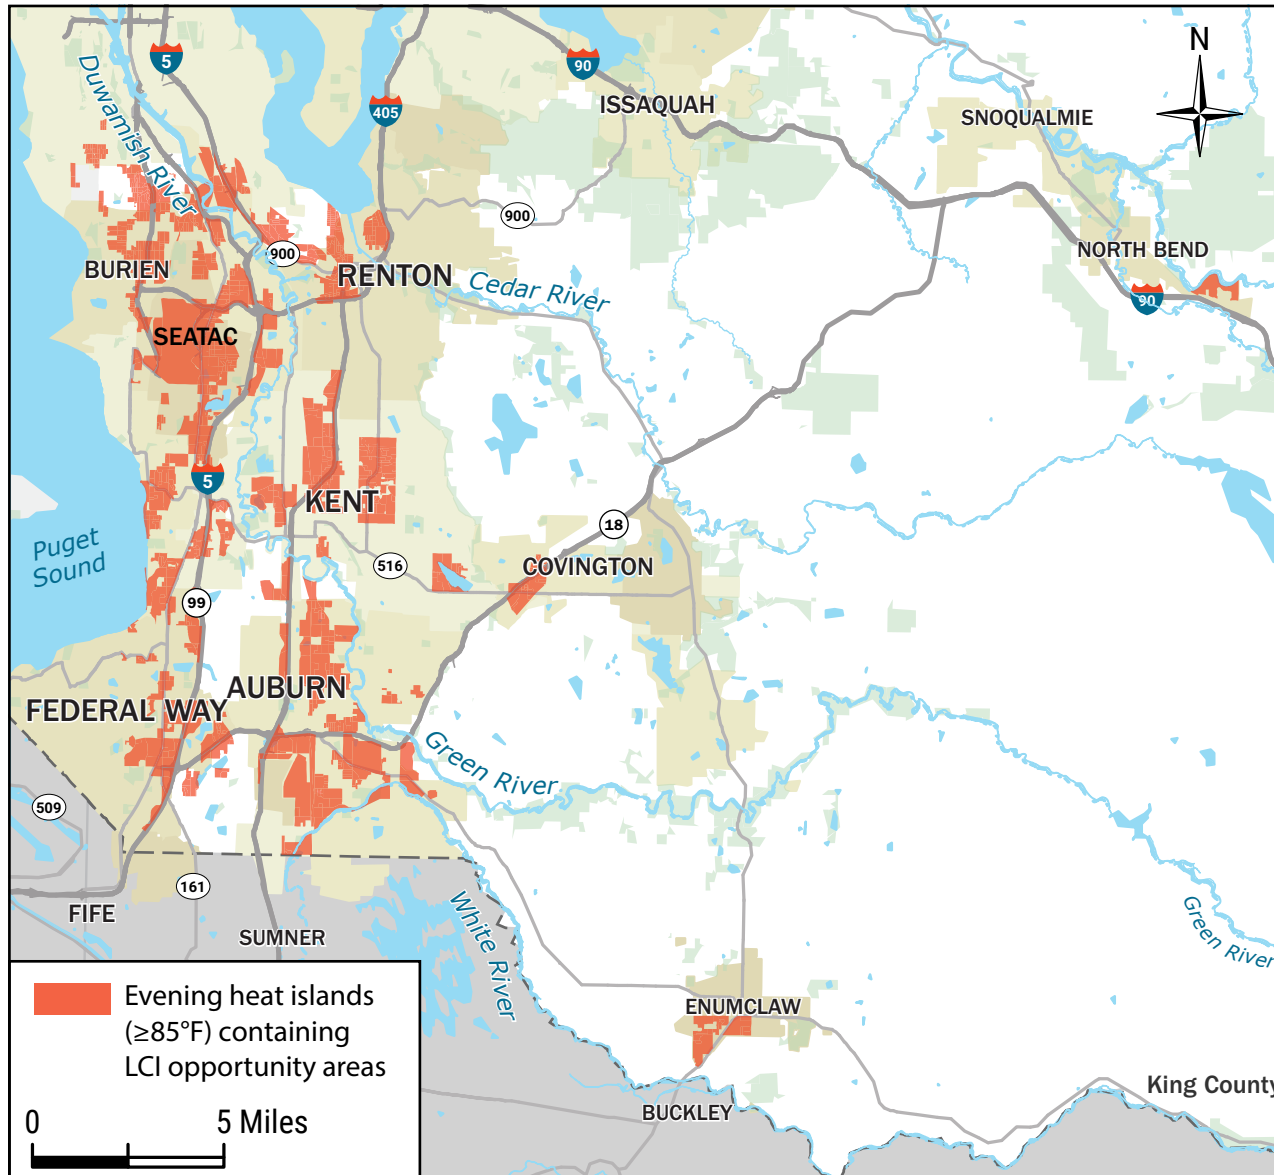 5
N
Duwamish River
90
405
ISSAQUAH
SNOQUALMIE
900
900
BURIEN
RENTON
NORTH BEND
Cedar River
90
SEATAC
5
KENT
18
Puget
Sound
516
COVINGTON
99
AUBURN
FEDERAL WAY
Green River
509
161
FIFE
White River
SUMNER
Green River
Evening heat islands
(≥85°F) containing
LCI opportunity areas
ENUMCLAW
King County
BUCKLEY
0 5 Miles